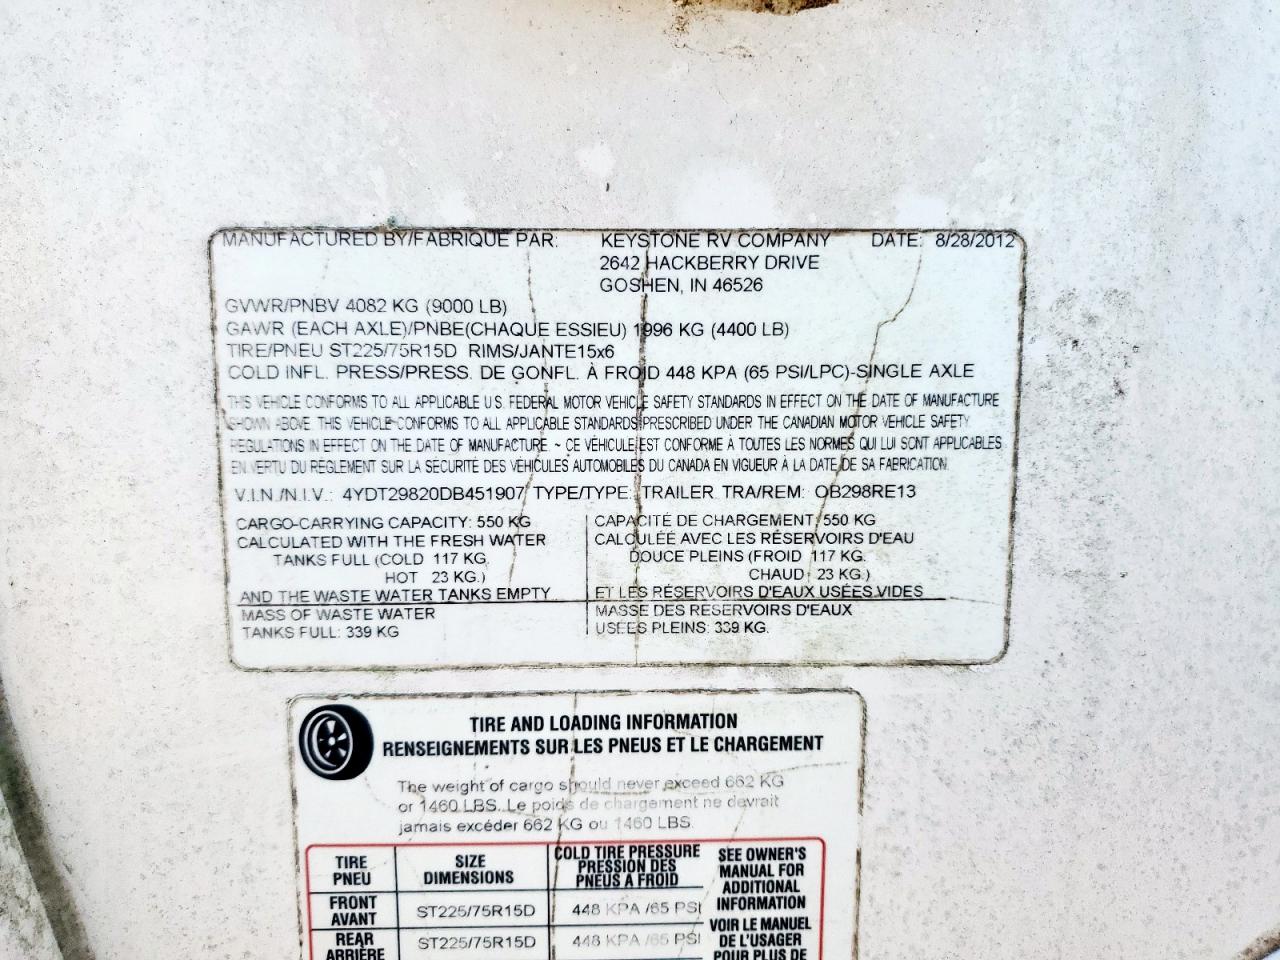 MANUFACTURED BY/FABRIQUE PAR: KEYSTONE RV COMPANY DATE: 8/28/2012
2642 HACKBERRY DRIVE
GOSHEN, IN 46526
GVWR/PNBV 4082 KG (9000 LB)
GAWR (EACH AXLE)/PNBE(CHAQUE ESSIEU) 1996 KG (4400 LB)
TIRE/PNEU ST225/75R15D RIMS/JANTE15x6
COLD INFL. PRESS/PRESS. DE GONFL. À FROID 448 KPA (65 PSI/LPC)-SINGLE AXLE
THIS VEHICLE CONFORMS TO ALL APPLICABLE U.S. FEDERAL MOTOR VEHICLE SAFETY STANDARDS IN EFFECT ON THE DATE OF MANUFACTURE
SHOWN ABOVE. THIS VEHICLE CONFORMS TO ALL APPLICABLE STANDARDS PRESCRIBED UNDER THE CANADIAN MOTOR VEHICLE SAFETY
REGULATIONS IN EFFECT ON THE DATE OF MANUFACTURE ~ CE VÉHICULE EST CONFORME À TOUTES LES NORMES QUI LUI SONT APPLICABLES
EN VERTU DU RÈGLEMENT SUR LA SÉCURITÉ DES VÉHICULES AUTOMOBILES DU CANADA EN VIGUEUR À LA DATE DE SA FABRICATION.
V.I.N./N.I.V.: 4YDT29820DB451907 TYPE/TYPE: TRAILER TRA/REM: OB298RE13
CARGO-CARRYING CAPACITY: 550 KG
CALCULATED WITH THE FRESH WATER
TANKS FULL (COLD 117 KG.
HOT 23 KG.)
AND THE WASTE WATER TANKS EMPTY
MASS OF WASTE WATER
TANKS FULL: 339 KG
CAPACITÉ DE CHARGEMENT: 550 KG
CALCULÉE AVEC LES RÉSERVOIRS D'EAU
DOUCE PLEINS (FROID 117 KG.
CHAUD: 23 KG.)
ET LES RÉSERVOIRS D'EAUX USÉES VIDES
MASSE DES RÉSERVOIRS D'EAUX
USÉES PLEINS: 339 KG.
TIRE AND LOADING INFORMATION
RENSEIGNEMENTS SUR LES PNEUS ET LE CHARGEMENT
The weight of cargo should never exceed 662 KG
or 1460 LBS. Le poids de chargement ne devrait
jamais excéder 662 KG ou 1460 LBS.
TIRE
PNEU
SIZE
DIMENSIONS
COLD TIRE PRESSURE
PRESSION DES
PNEUS A FROID
SEE OWNER'S
MANUAL FOR
ADDITIONAL
INFORMATION
FRONT
AVANT
ST225/75R15D
448 KPA /65 PSI
VOIR LE MANUEL
DE L'USAGER
POUR PLUS DE
REAR
ARRIÈRE
ST225/75R15D
448 KPA /65 PSI